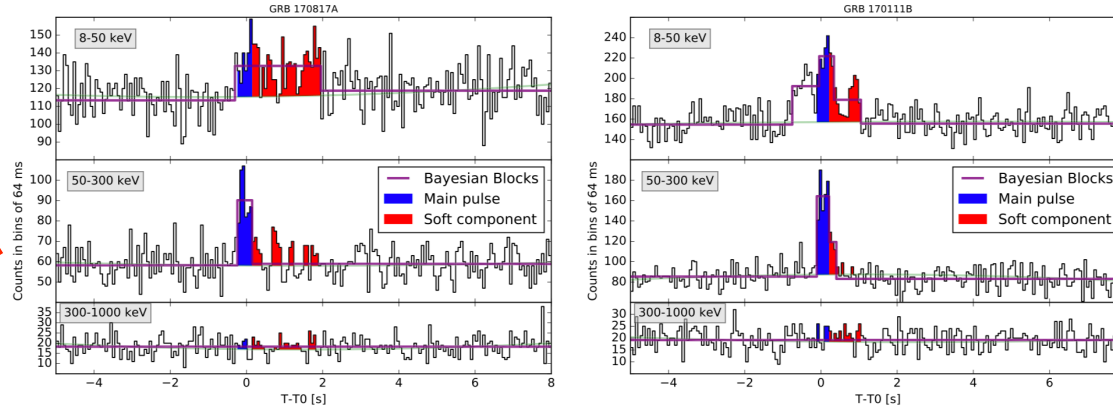 GRB 170817A
8-50 keV
150
140
130
120
110
100
90
50-300 keV
100
90
80
70
60
50
Bayesian Blocks
Main pulse
Soft component
300-1000 keV
35
30
25
20
15
10
Counts in bins of 64 ms
−4
−2
0
2
4
6
8
T-T0 [s]
GRB 170111B
8-50 keV
240
220
200
180
160
140
50-300 keV
180
160
140
120
100
80
Bayesian Blocks
Main pulse
Soft component
300-1000 keV
30
25
20
15
10
Counts in bins of 64 ms
−4
−2
0
2
4
6
T-T0 [s]